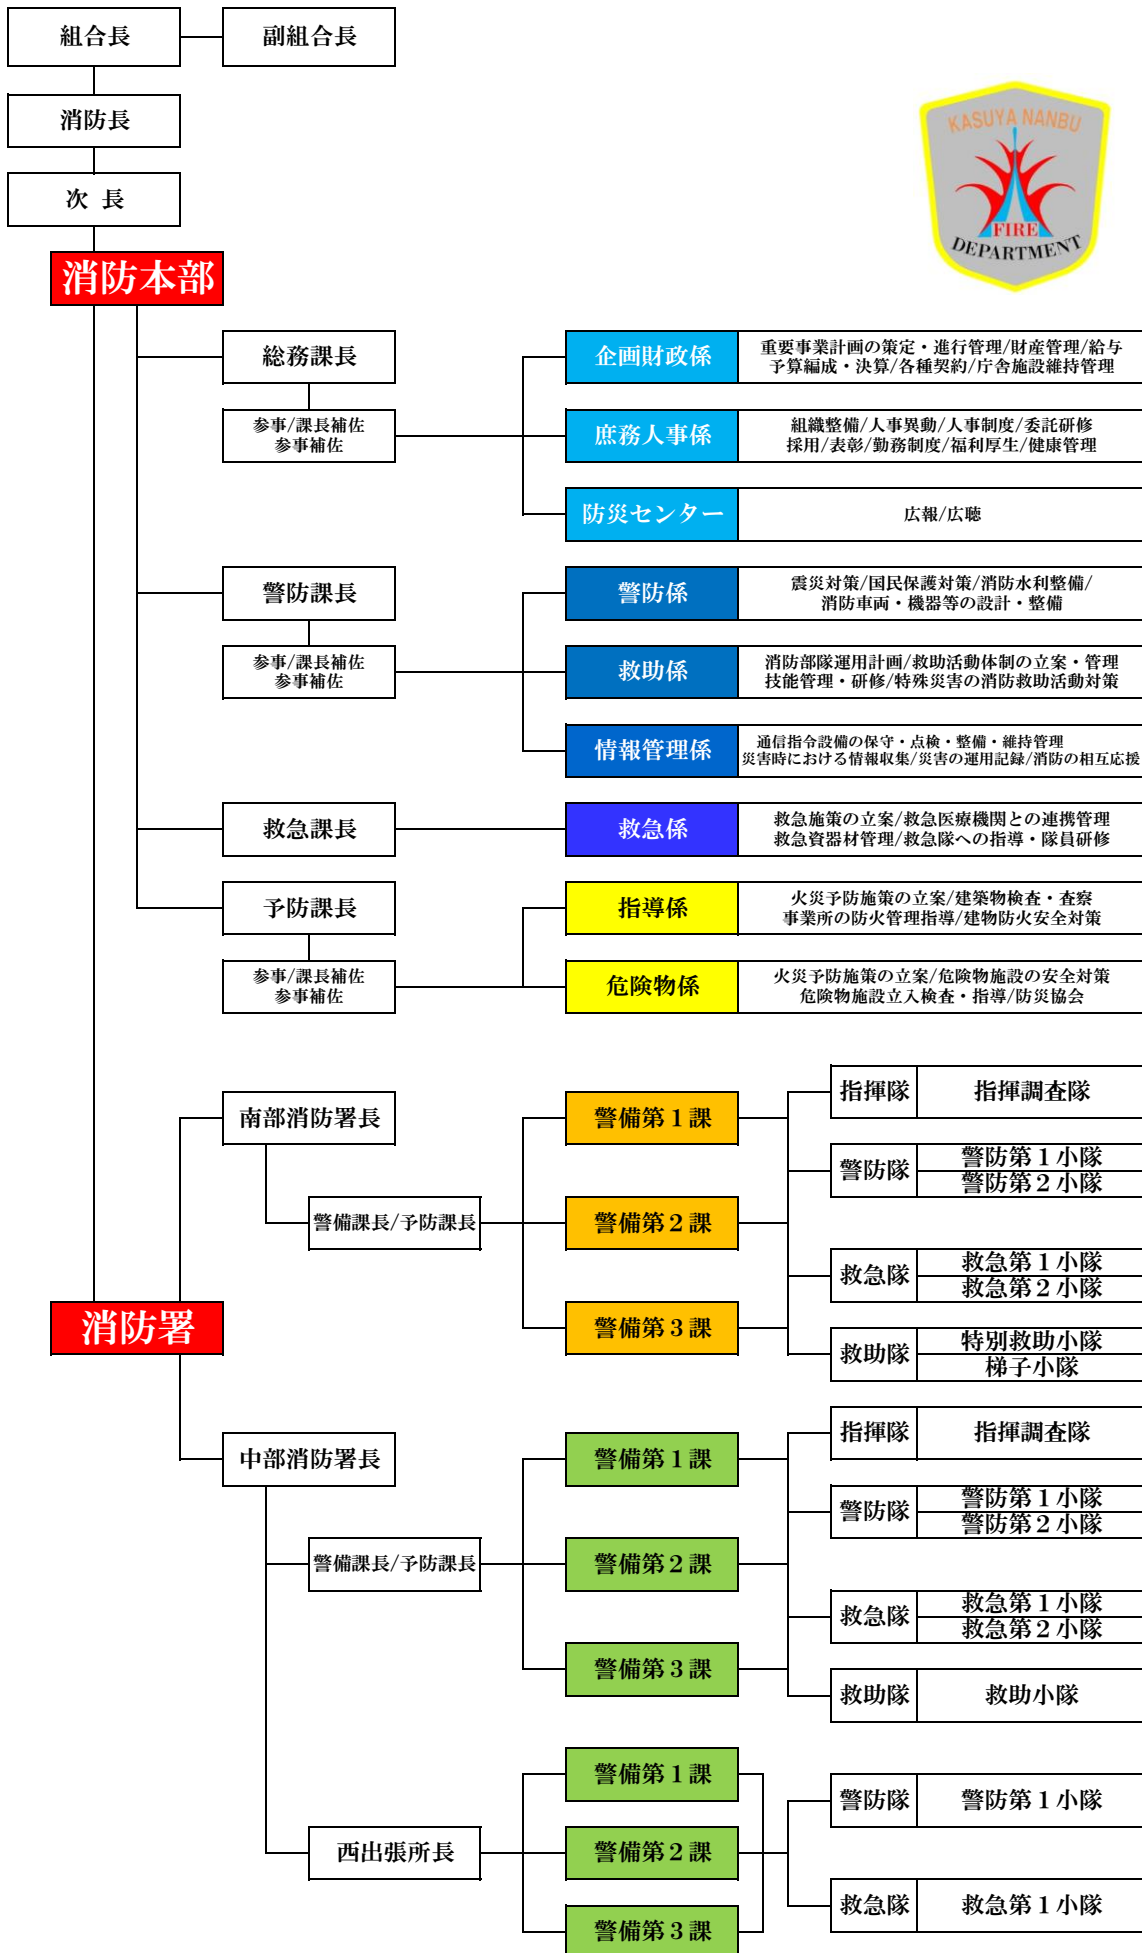 組合長
副組合長
消防長
次 長
KASUYA NANBU
FIRE
DEPARTMENT
消防本部
総務課長
参事/課長補佐
参事補佐
企画財政係
重要事業計画の策定・進行管理/財産管理/給与
予算編成・決算/各種契約/庁舎施設維持管理
庶務人事係
組織整備/人事異動/人事制度/委託研修
採用/表彰/勤務制度/福利厚生/健康管理
防災センター
広報/広聴
警防課長
参事/課長補佐
参事補佐
警防係
震災対策/国民保護対策/消防水利整備/
消防車両・機器等の設計・整備
救助係
消防部隊運用計画/救助活動体制の立案・管理
技能管理・研修/特殊災害の消防救助活動対策
情報管理係
通信指令設備の保守・点検・整備・維持管理
災害時における情報収集/災害の運用記録/消防の相互応援
救急課長
救急係
救急施策の立案/救急医療機関との連携管理
救急資器材管理/救急隊への指導・隊員研修
予防課長
参事/課長補佐
参事補佐
指導係
火災予防施策の立案/建築物検査・査察
事業所の防火管理指導/建物防火安全対策
危険物係
火災予防施策の立案/危険物施設の安全対策
危険物施設立入検査・指導/防災協会
消防署
南部消防署長
警備課長/予防課長
警備第１課
警備第２課
警備第３課
指揮隊
指揮調査隊
警防隊
警防第１小隊
警防第２小隊
救急隊
救急第１小隊
救急第２小隊
救助隊
特別救助小隊
梯子小隊
中部消防署長
警備課長/予防課長
警備第１課
警備第２課
警備第３課
指揮隊
指揮調査隊
警防隊
警防第１小隊
警防第２小隊
救急隊
救急第１小隊
救急第２小隊
救助隊
救助小隊
西出張所長
警備第１課
警備第２課
警備第３課
警防隊
警防第１小隊
救急隊
救急第１小隊